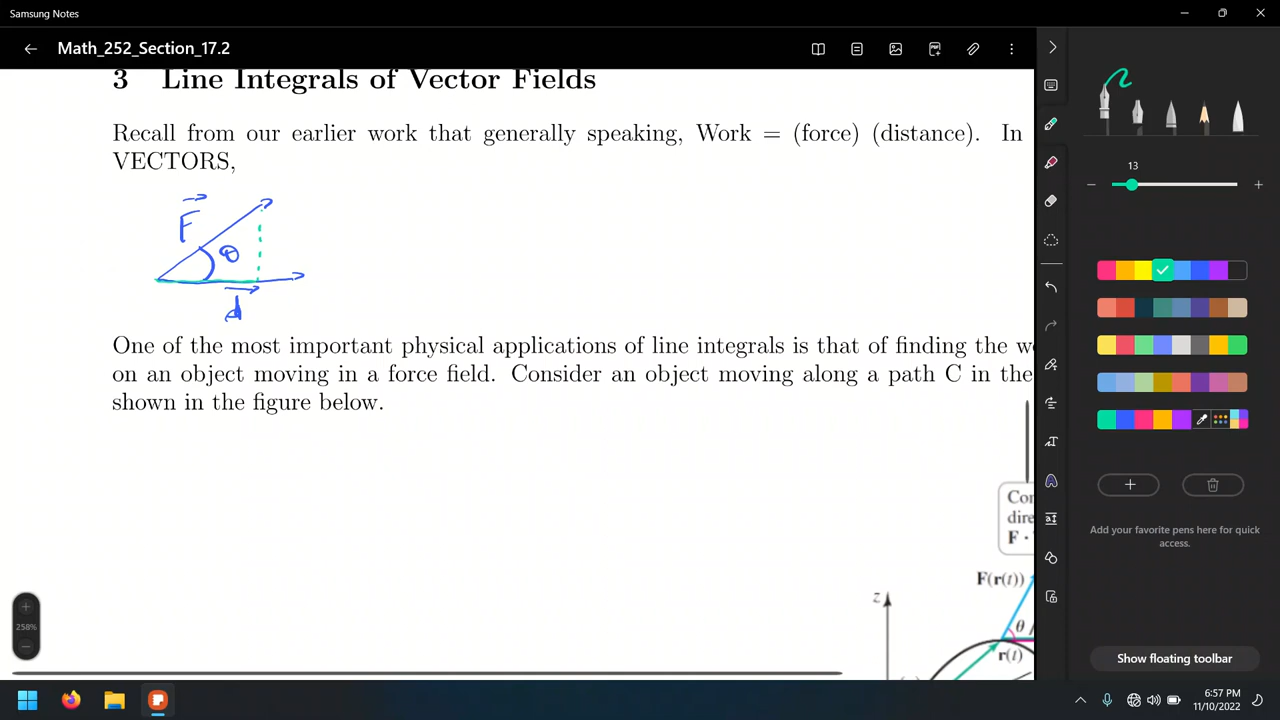 Samsung Notes
Math_252_Section_17.2
3 Line Integrals of Vector Fields
Recall from our earlier work that generally speaking, Work = (force) (distance). In
VECTORS,
F
θ
d
One of the most important physical applications of line integrals is that of finding the
on an object moving in a force field. Consider an object moving along a path C in the
shown in the figure below.
F(r(t))
z
θ
r(t)
F ·
258%
13
Add your favorite pens here for quick
access.
Show floating toolbar
6:57 PM
11/10/2022